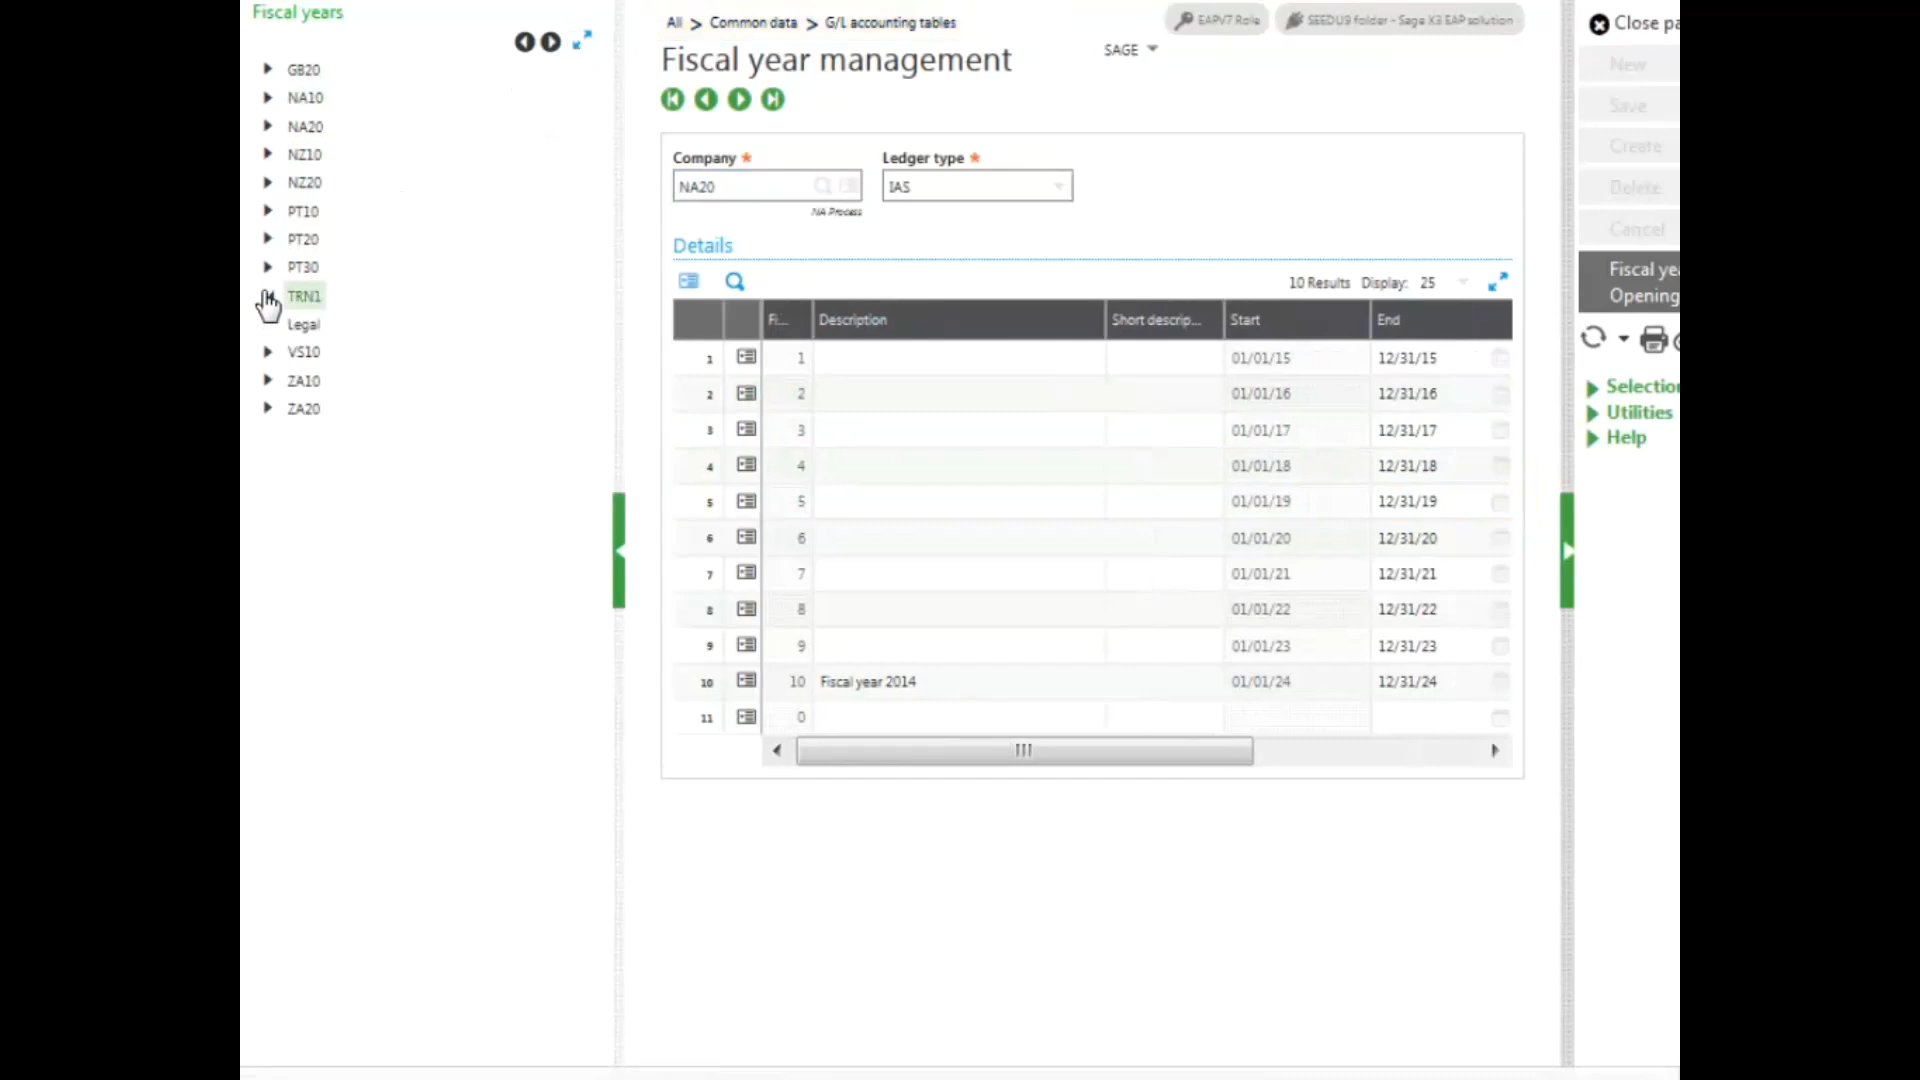 Fiscal years
GB20
NA10
NA20
NZ10
NZ20
PT10
PT20
PT30
TRN1
Legal
VS10
ZA10
ZA20
All > Common data > G/L accounting tables
EAPV7 Role
SEEDU9 folder - Sage X3 EAP solution
Fiscal year management
SAGE
Company *
Ledger type *
NA20
IAS
NA Process
Details
10 Results Display: 25
Fi... Description Short descrip... Start End
1 1 01/01/15 12/31/15
2 2 01/01/16 12/31/16
3 3 01/01/17 12/31/17
4 4 01/01/18 12/31/18
5 5 01/01/19 12/31/19
6 6 01/01/20 12/31/20
7 7 01/01/21 12/31/21
8 8 01/01/22 12/31/22
9 9 01/01/23 12/31/23
10 10 Fiscal year 2014 01/01/24 12/31/24
11 0
Close pa
New
Save
Create
Delete
Cancel
Fiscal ye
Opening
Selection
Utilities
Help